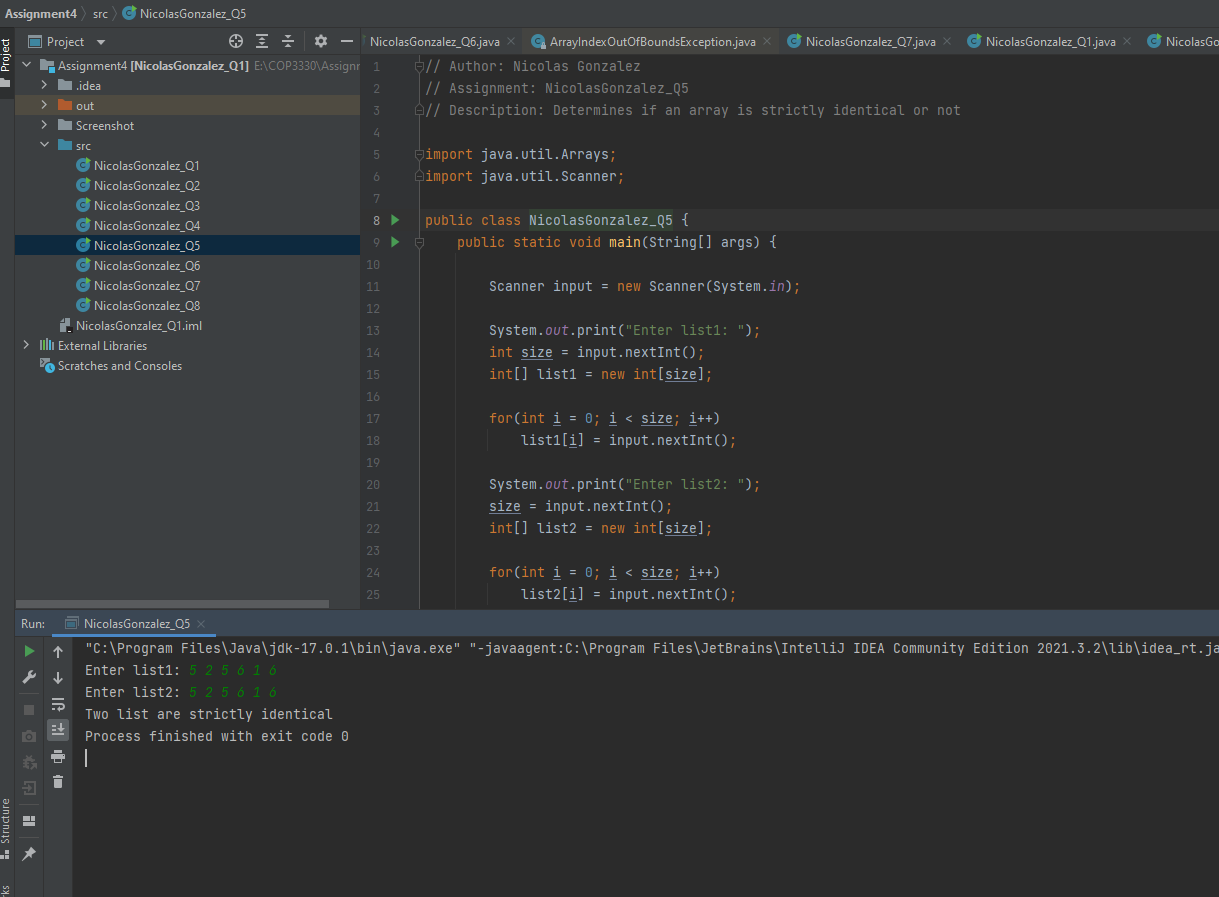 Assignment4 src NicolasGonzalez_Q5
Project
Project
NicolasGonzalez_Q6.java ArrayIndexOutOfBoundsException.java NicolasGonzalez_Q7.java NicolasGonzalez_Q1.java NicolasGo
Assignment4 [NicolasGonzalez_Q1] E:\COP3330\Assignr
.idea
out
Screenshot
src
NicolasGonzalez_Q1
NicolasGonzalez_Q2
NicolasGonzalez_Q3
NicolasGonzalez_Q4
NicolasGonzalez_Q5
NicolasGonzalez_Q6
NicolasGonzalez_Q7
NicolasGonzalez_Q8
NicolasGonzalez_Q1.iml
External Libraries
Scratches and Consoles
1 // Author: Nicolas Gonzalez
2 // Assignment: NicolasGonzalez_Q5
3 // Description: Determines if an array is strictly identical or not
4
5 import java.util.Arrays;
6 import java.util.Scanner;
7
8 public class NicolasGonzalez_Q5 {
9 public static void main(String[] args) {
10
11 Scanner input = new Scanner(System.in);
12
13 System.out.print("Enter list1: ");
14 int size = input.nextInt();
15 int[] list1 = new int[size];
16
17 for(int i = 0; i < size; i++)
18 list1[i] = input.nextInt();
19
20 System.out.print("Enter list2: ");
21 size = input.nextInt();
22 int[] list2 = new int[size];
23
24 for(int i = 0; i < size; i++)
25 list2[i] = input.nextInt();
Run: NicolasGonzalez_Q5
"C:\Program Files\Java\jdk-17.0.1\bin\java.exe" "-javaagent:C:\Program Files\JetBrains\IntelliJ IDEA Community Edition 2021.3.2\lib\idea_rt.ja
Enter list1: 5 2 5 6 1 6
Enter list2: 5 2 5 6 1 6
Two list are strictly identical
Process finished with exit code 0
Structure